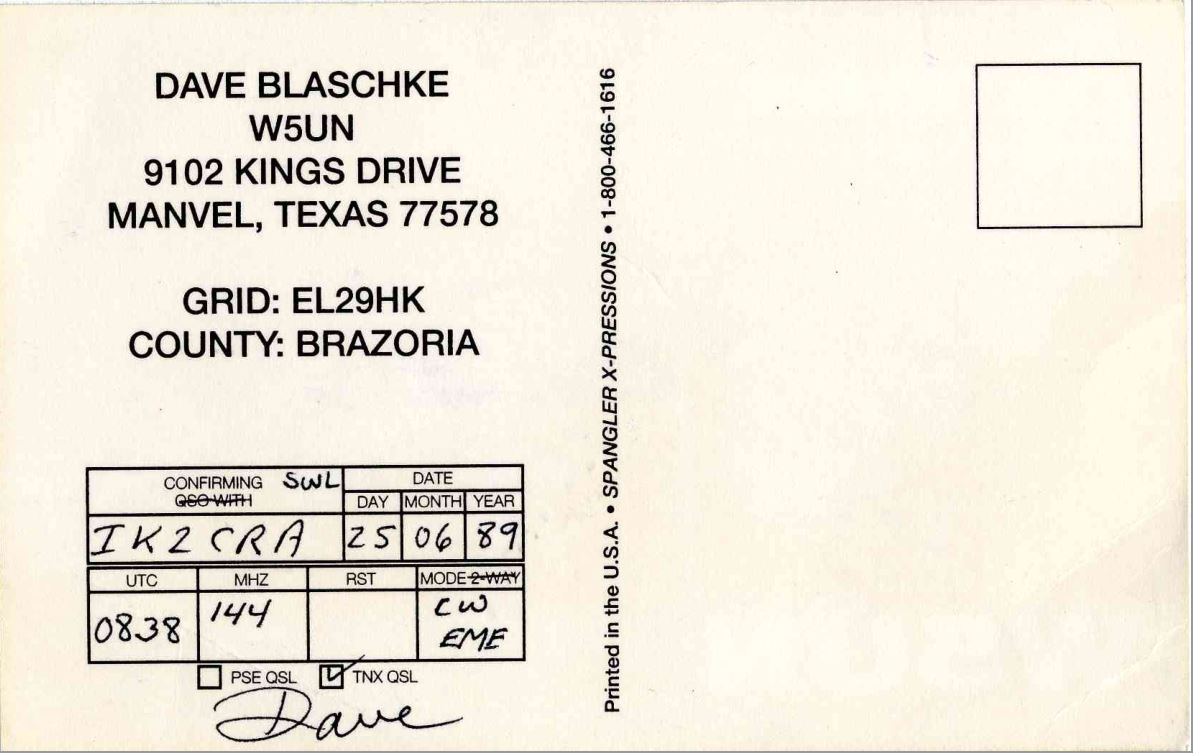 DAVE BLASCHKE
W5UN
9102 KINGS DRIVE
MANVEL, TEXAS 77578
GRID: EL29HK
COUNTY: BRAZORIA
CONFIRMING SWL
QSO WITH
DATE
DAY MONTH YEAR
IK2CRA 25 06 89
UTC MHZ RST MODE 2-WAY
0838 144 CW
EME
PSE QSL TNX QSL
Dave
Printed in the U.S.A. • SPANGLER X-PRESSIONS • 1-800-466-1616